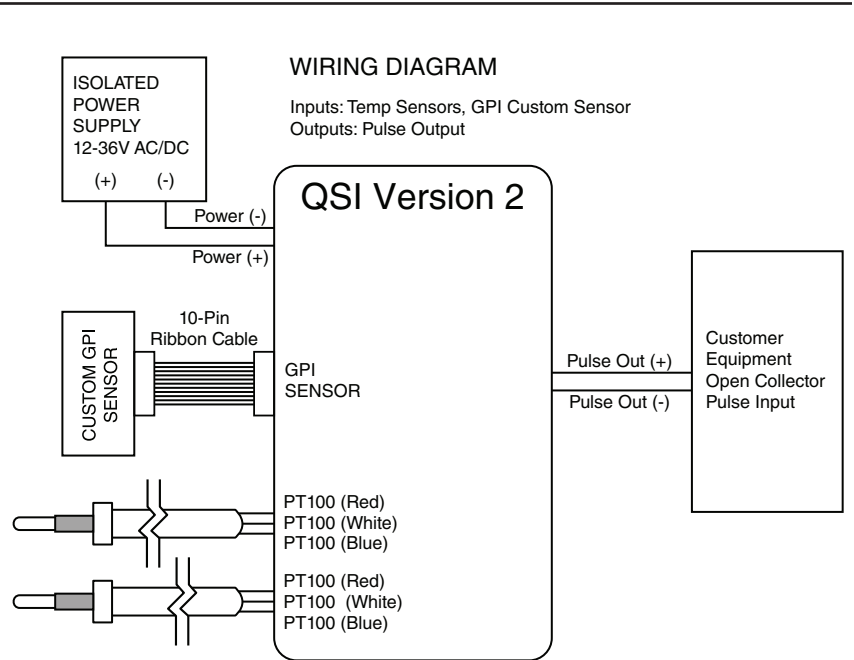 WIRING DIAGRAM
Inputs: Temp Sensors, GPI Custom Sensor
Outputs: Pulse Output
ISOLATED
POWER
SUPPLY
12-36V AC/DC
(+) (-)
Power (-)
Power (+)
QSI Version 2
10-Pin
Ribbon Cable
CUSTOM GPI
SENSOR
GPI
SENSOR
Pulse Out (+)
Pulse Out (-)
Customer
Equipment
Open Collector
Pulse Input
PT100 (Red)
PT100 (White)
PT100 (Blue)
PT100 (Red)
PT100 (White)
PT100 (Blue)